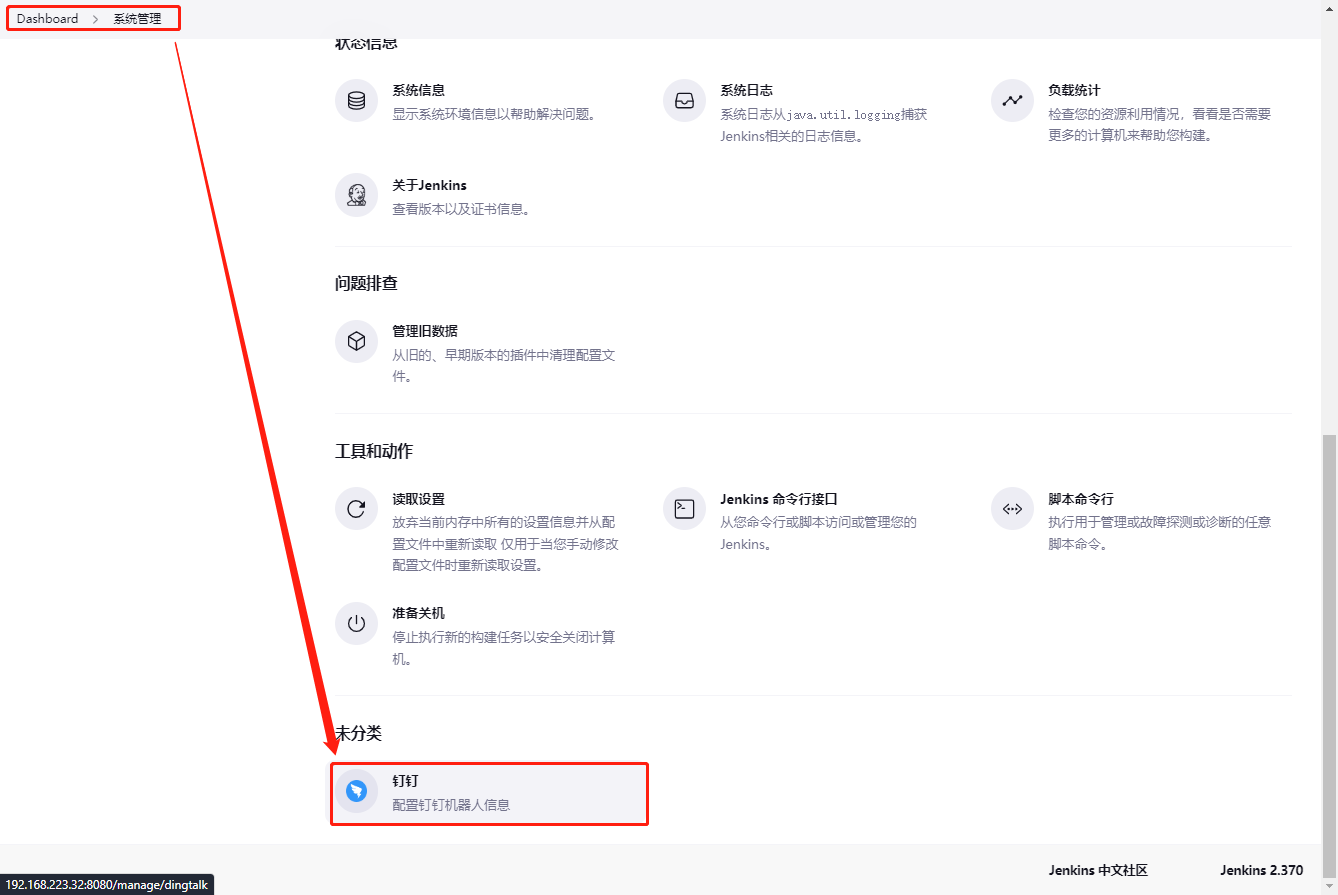 Dashboard > 系统管理
状态信息
系统信息
显示系统环境信息以帮助解决问题。
系统日志
系统日志从java.util.logging捕获
Jenkins相关的日志信息。
负载统计
检查您的资源利用情况，看看是否需要
更多的计算机来帮助您构建。
关于Jenkins
查看版本以及证书信息。
问题排查
管理旧数据
从旧的、早期版本的插件中清理配置文
件。
工具和动作
读取设置
放弃当前内存中所有的设置信息并从配
置文件中重新读取 仅用于当您手动修改
配置文件时重新读取设置。
Jenkins 命令行接口
从您命令行或脚本访问或管理您的
Jenkins。
脚本命令行
执行用于管理或故障探测或诊断的任意
脚本命令。
准备关机
停止执行新的构建任务以安全关闭计算
机。
未分类
钉钉
配置钉钉机器人信息
Jenkins 中文社区
Jenkins 2.370
192.168.223.32:8080/manage/dingtalk